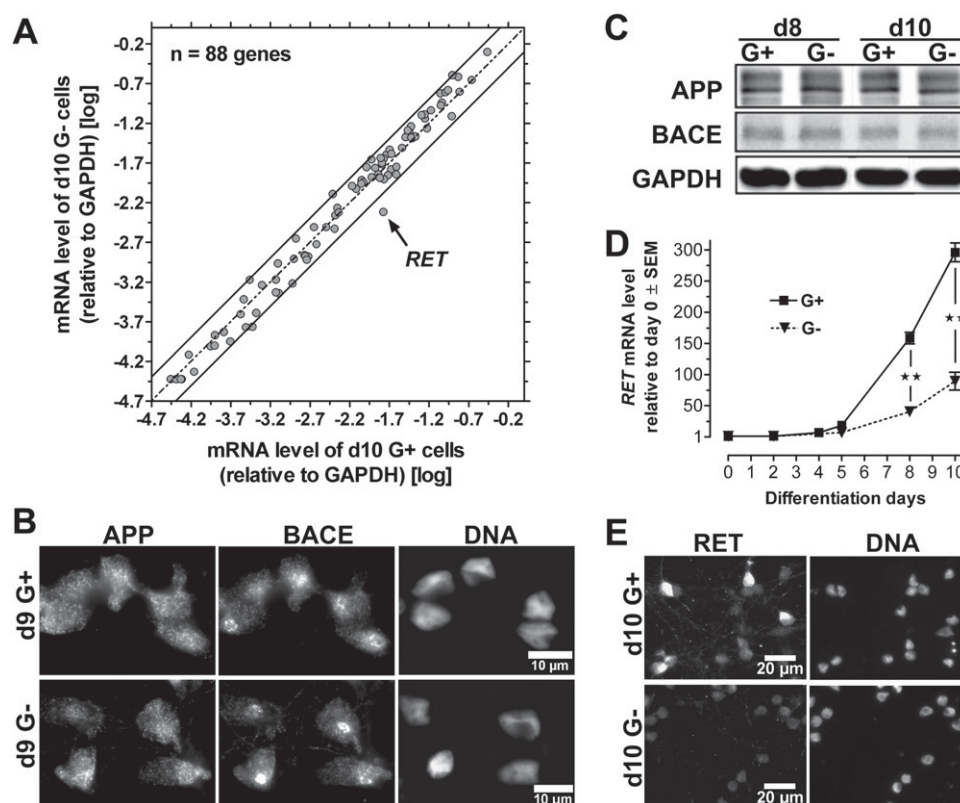 A
n = 88 genes
-0.2
-0.7
-1.2
-1.7
-2.2
-2.7
-3.2
-3.7
-4.2
-4.7
mRNA level of d10 G- cells
(relative to GAPDH) [log]
RET
-4.7 -4.2 -3.7 -3.2 -2.7 -2.2 -1.7 -1.2 -0.7 -0.2
mRNA level of d10 G+ cells
(relative to GAPDH) [log]
B
APP BACE DNA
d9 G+
10 µm
d9 G-
10 µm
C
d8 d10
G+ G- G+ G-
APP
BACE
GAPDH
D
300
250
200
150
100
50
1
RET mRNA level
relative to day 0 ± SEM
G+
G-
★★
★★
0 1 2 3 4 5 6 7 8 9 10
Differentiation days
E
RET DNA
d10 G+
20 µm 20 µm
d10 G-
20 µm 20 µm